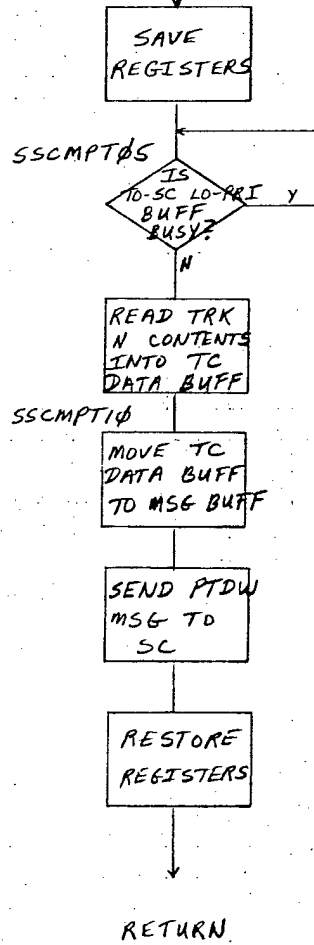 SAVE
REGISTERS
SSCMPTØ5
IS
TO-SC LO-PRI
BUFF
BUSY?
Y
N
READ TRK
N CONTENTS
INTO TC
DATA BUFF
SSCMPT1Ø
MOVE TC
DATA BUFF
TO MSG BUFF
SEND PTDW
MSG TO
SC
RESTORE
REGISTERS
RETURN